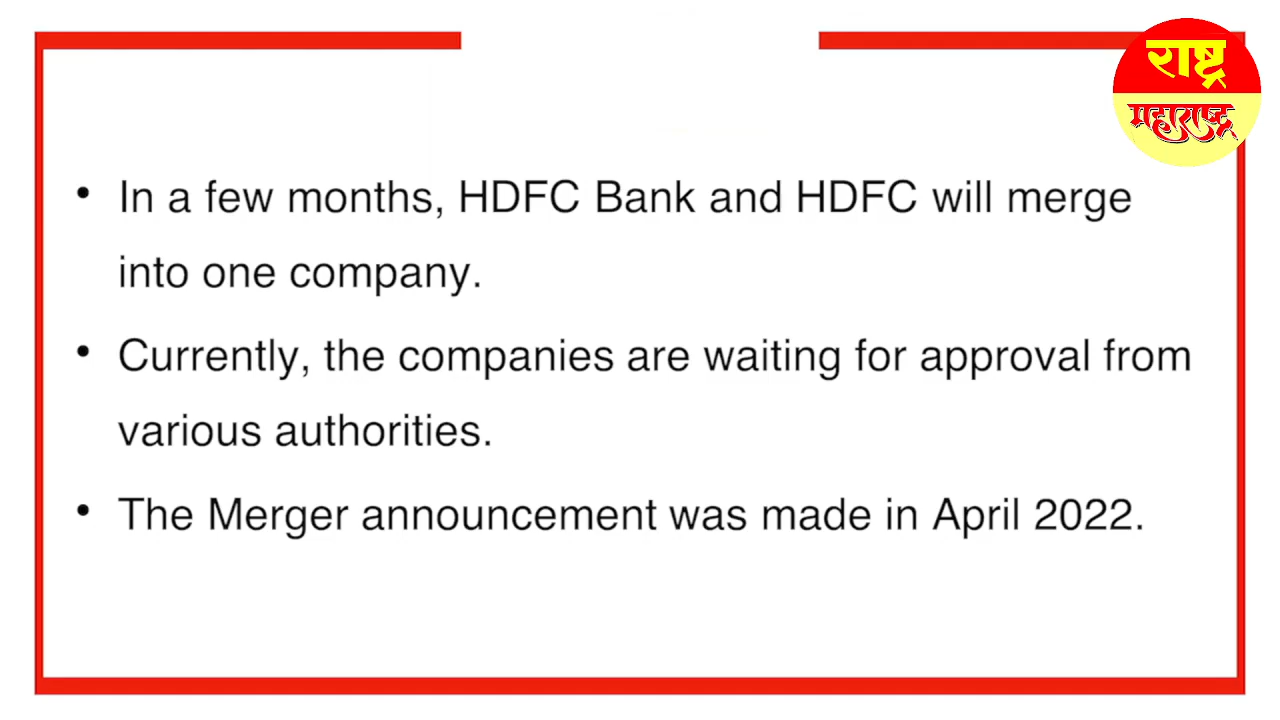 राष्ट्र
महाराष्ट्र
• In a few months, HDFC Bank and HDFC will merge
into one company.
• Currently, the companies are waiting for approval from
various authorities.
• The Merger announcement was made in April 2022.